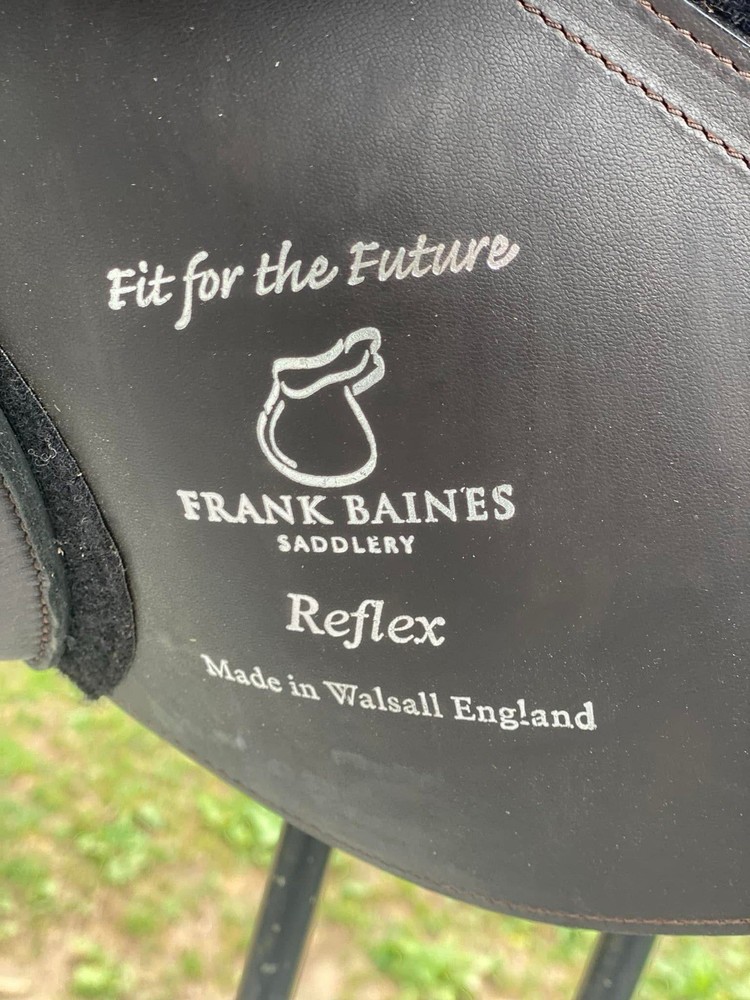 Fit for the Future
FRANK BAINES
SADDLERY
Reflex
Made in Walsall England